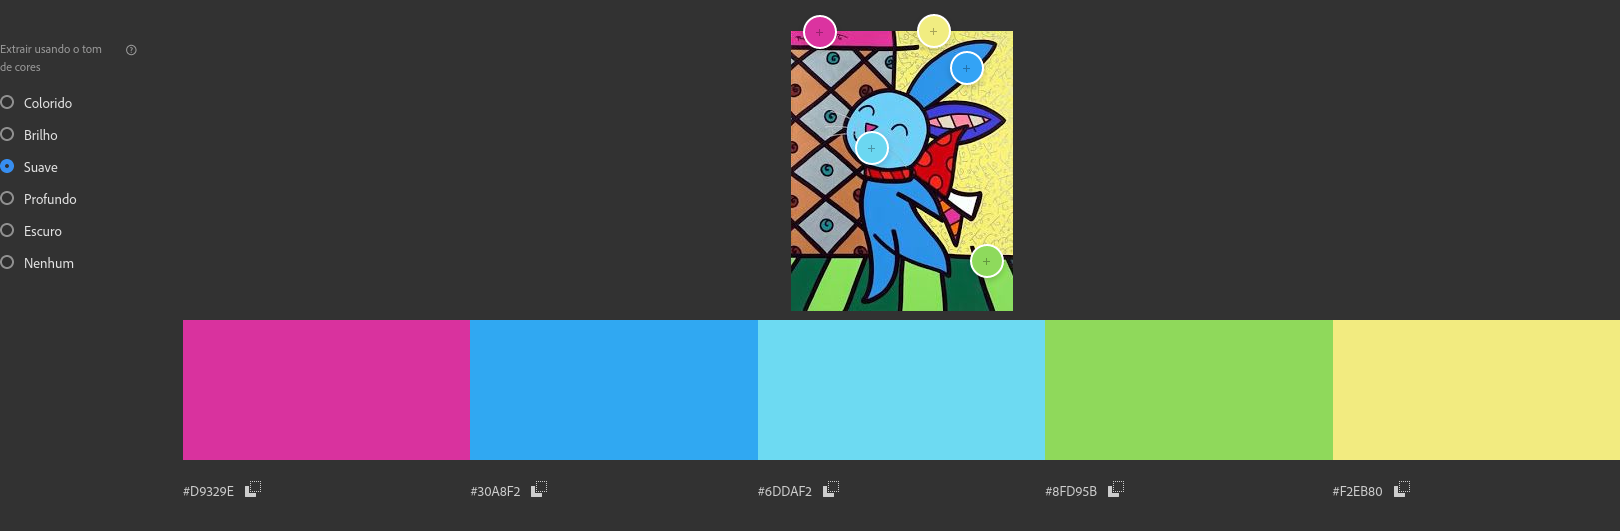 Extrair usando o tom
de cores
Colorido
Brilho
Suave
Profundo
Escuro
Nenhum
#D9329E
#30A8F2
#6DDAF2
#8FD95B
#F2EB80